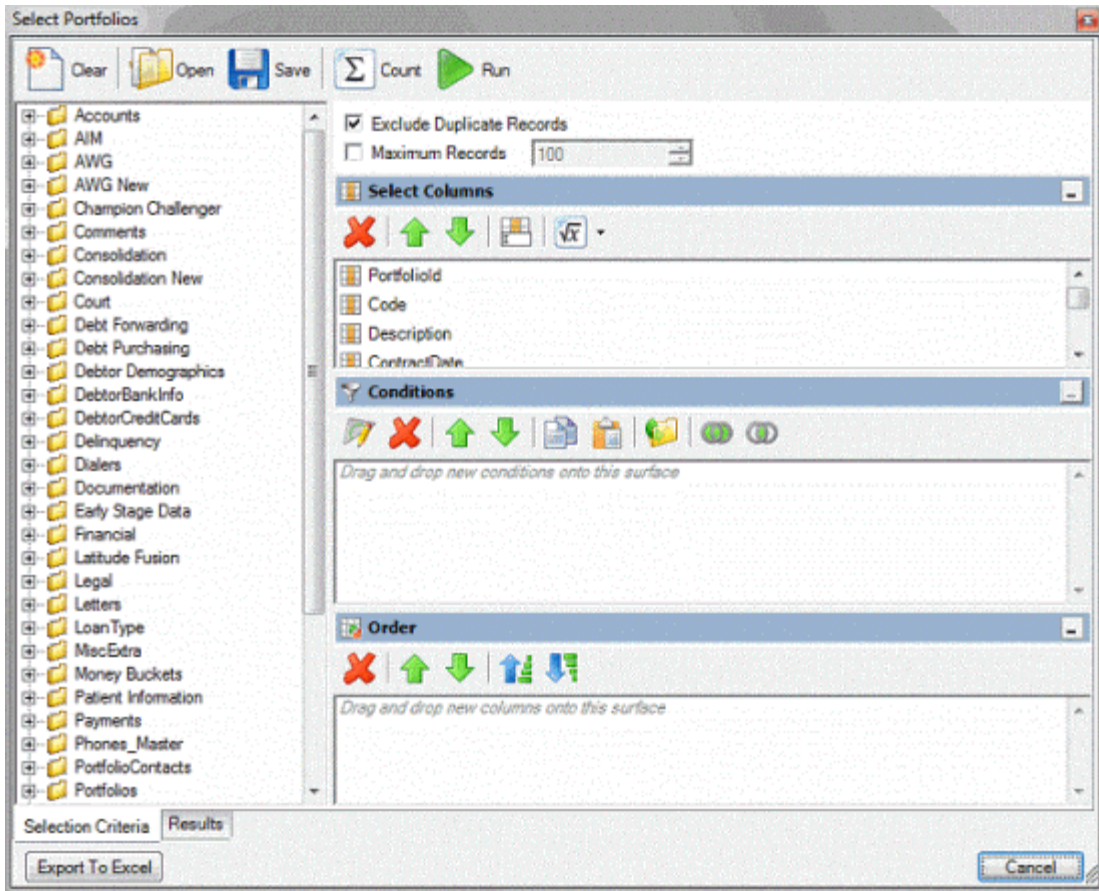 Select Portfolios
Clear Open Save Count Run
Accounts
AIM
AWG
AWG New
Champion Challenger
Comments
Consolidation
Consolidation New
Court
Debt Forwarding
Debt Purchasing
Debtor Demographics
DebtorBankInfo
DebtorCreditCards
Delinquency
Dialers
Documentation
Early Stage Data
Financial
Latitude Fusion
Legal
Letters
LoanType
MiscExtra
Money Buckets
Patient Information
Payments
Phones_Master
PortfolioContacts
Portfolios
Exclude Duplicate Records
Maximum Records 100
Select Columns
PortfolioId
Code
Description
ContractDate
Conditions
Drag and drop new conditions onto this surface
Order
Drag and drop new columns onto this surface
Selection Criteria Results
Export To Excel Cancel